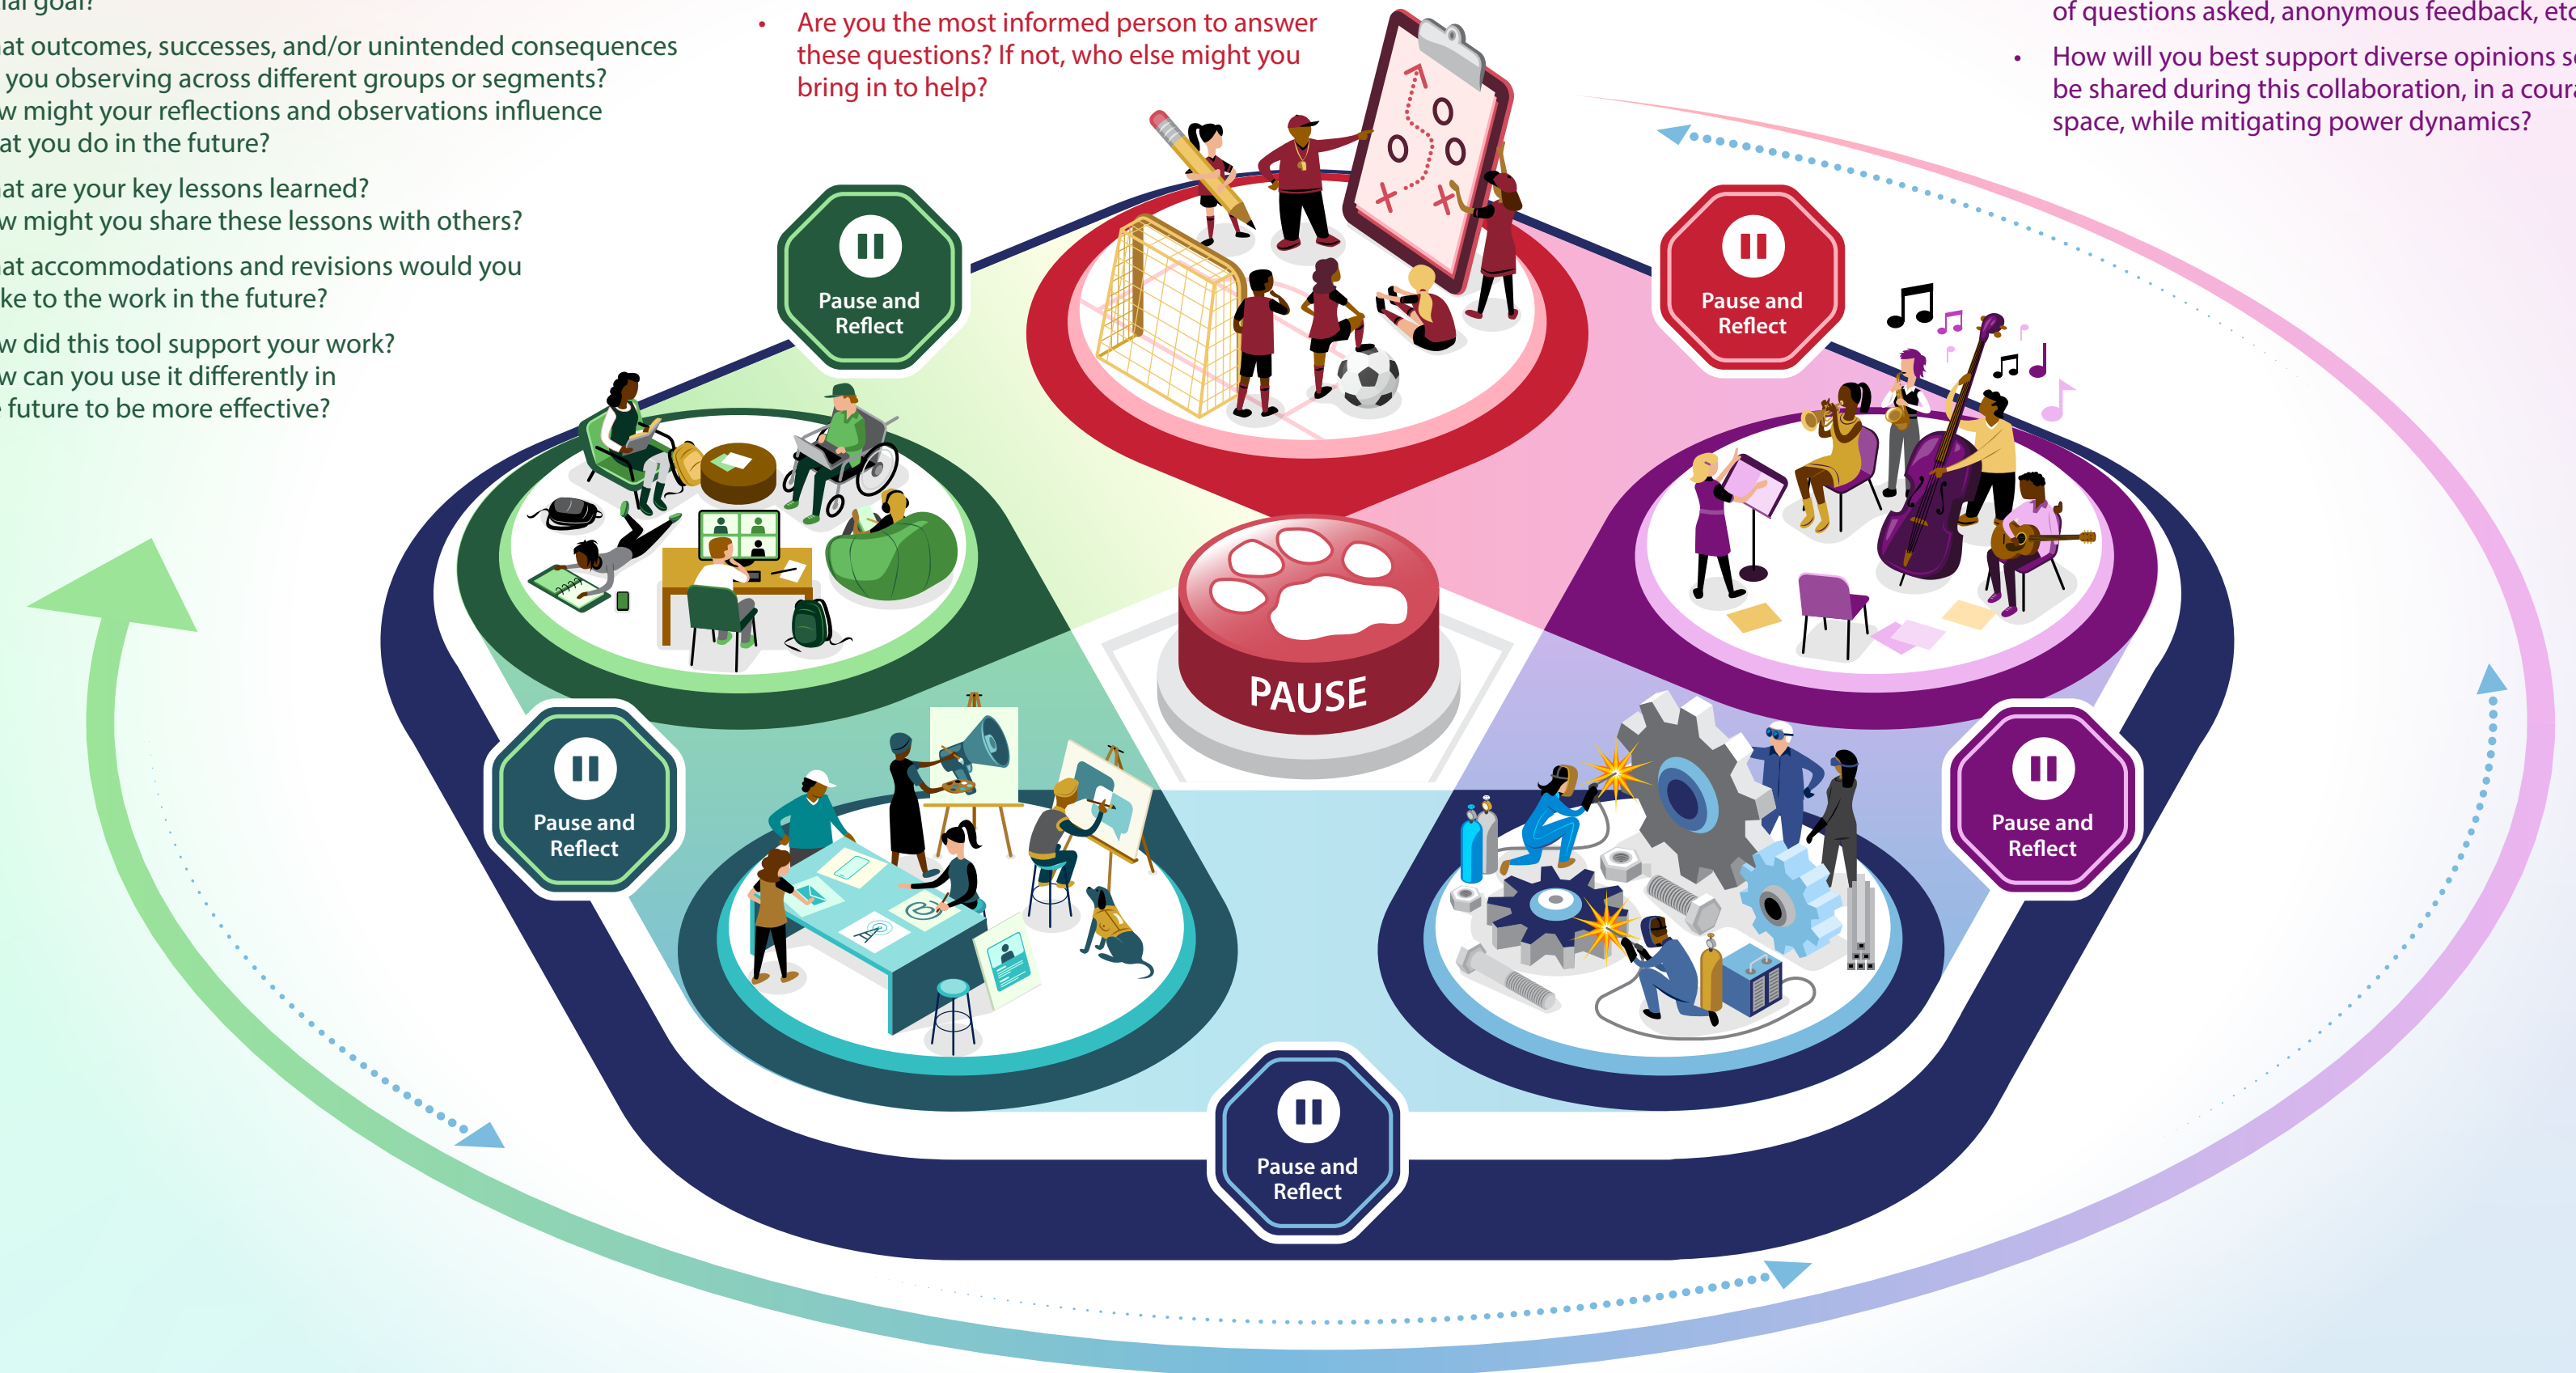 ial goal?
at outcomes, successes, and/or unintended consequences
you observing across different groups or segments?
w might your reflections and observations influence
at you do in the future?
at are your key lessons learned?
w might you share these lessons with others?
at accommodations and revisions would you
ke to the work in the future?
w did this tool support your work?
w can you use it differently in
future to be more effective?
• Are you the most informed person to answer
these questions? If not, who else might you
bring in to help?
of questions asked, anonymous feedback, etc
• How will you best support diverse opinions s
be shared during this collaboration, in a cour
space, while mitigating power dynamics?
Pause and
Reflect
Pause and
Reflect
PAUSE
Pause and
Reflect
Pause and
Reflect
Pause and
Reflect
@